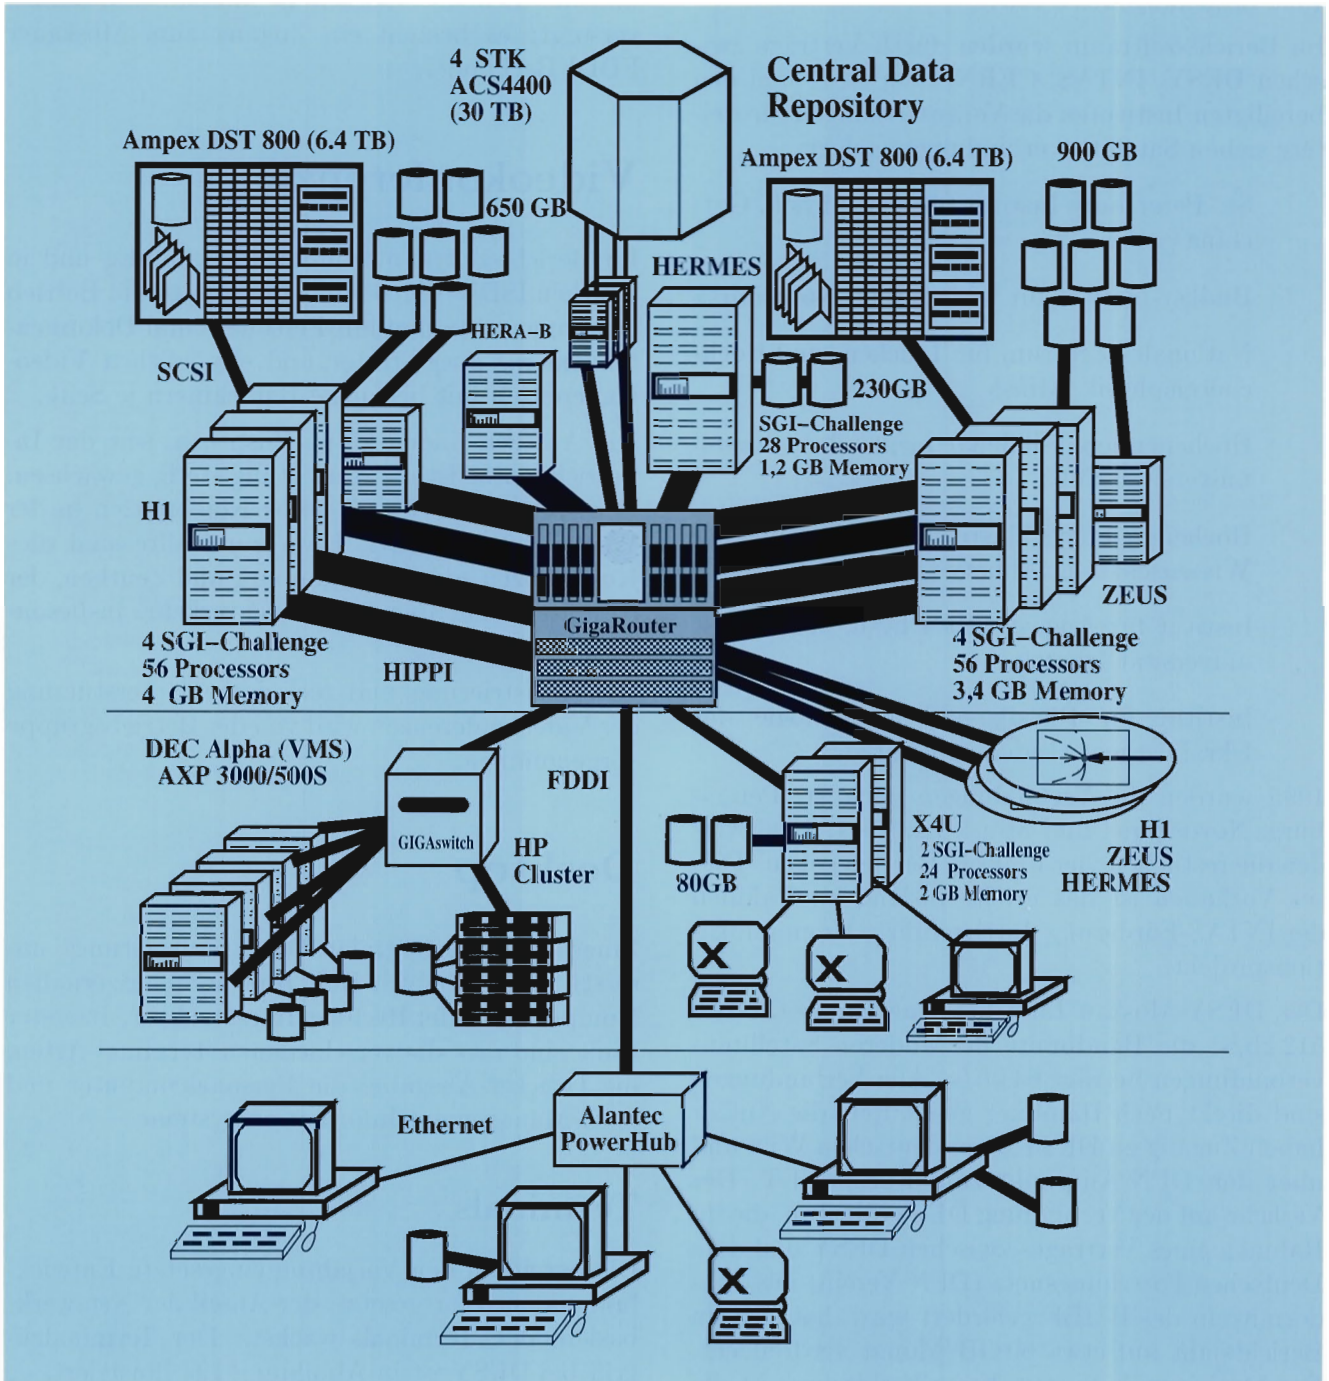 4 STK
ACS4400
(30 TB)
Central Data
Repository
Ampex DST 800 (6.4 TB)
650 GB
Ampex DST 800 (6.4 TB)
900 GB
HERMES
HERA-B
SCSI
230GB
SGI-Challenge
28 Processors
1,2 GB Memory
H1
ZEUS
GigaRouter
4 SGI-Challenge
56 Processors
4 GB Memory
HIPPI
4 SGI-Challenge
56 Processors
3,4 GB Memory
DEC Alpha (VMS)
AXP 3000/500S
FDDI
GIGAswitch
HP
Cluster
80GB
X4U
2 SGI-Challenge
24 Processors
2 GB Memory
H1
ZEUS
HERMES
X
X
Ethernet
Alantec
PowerHub
X